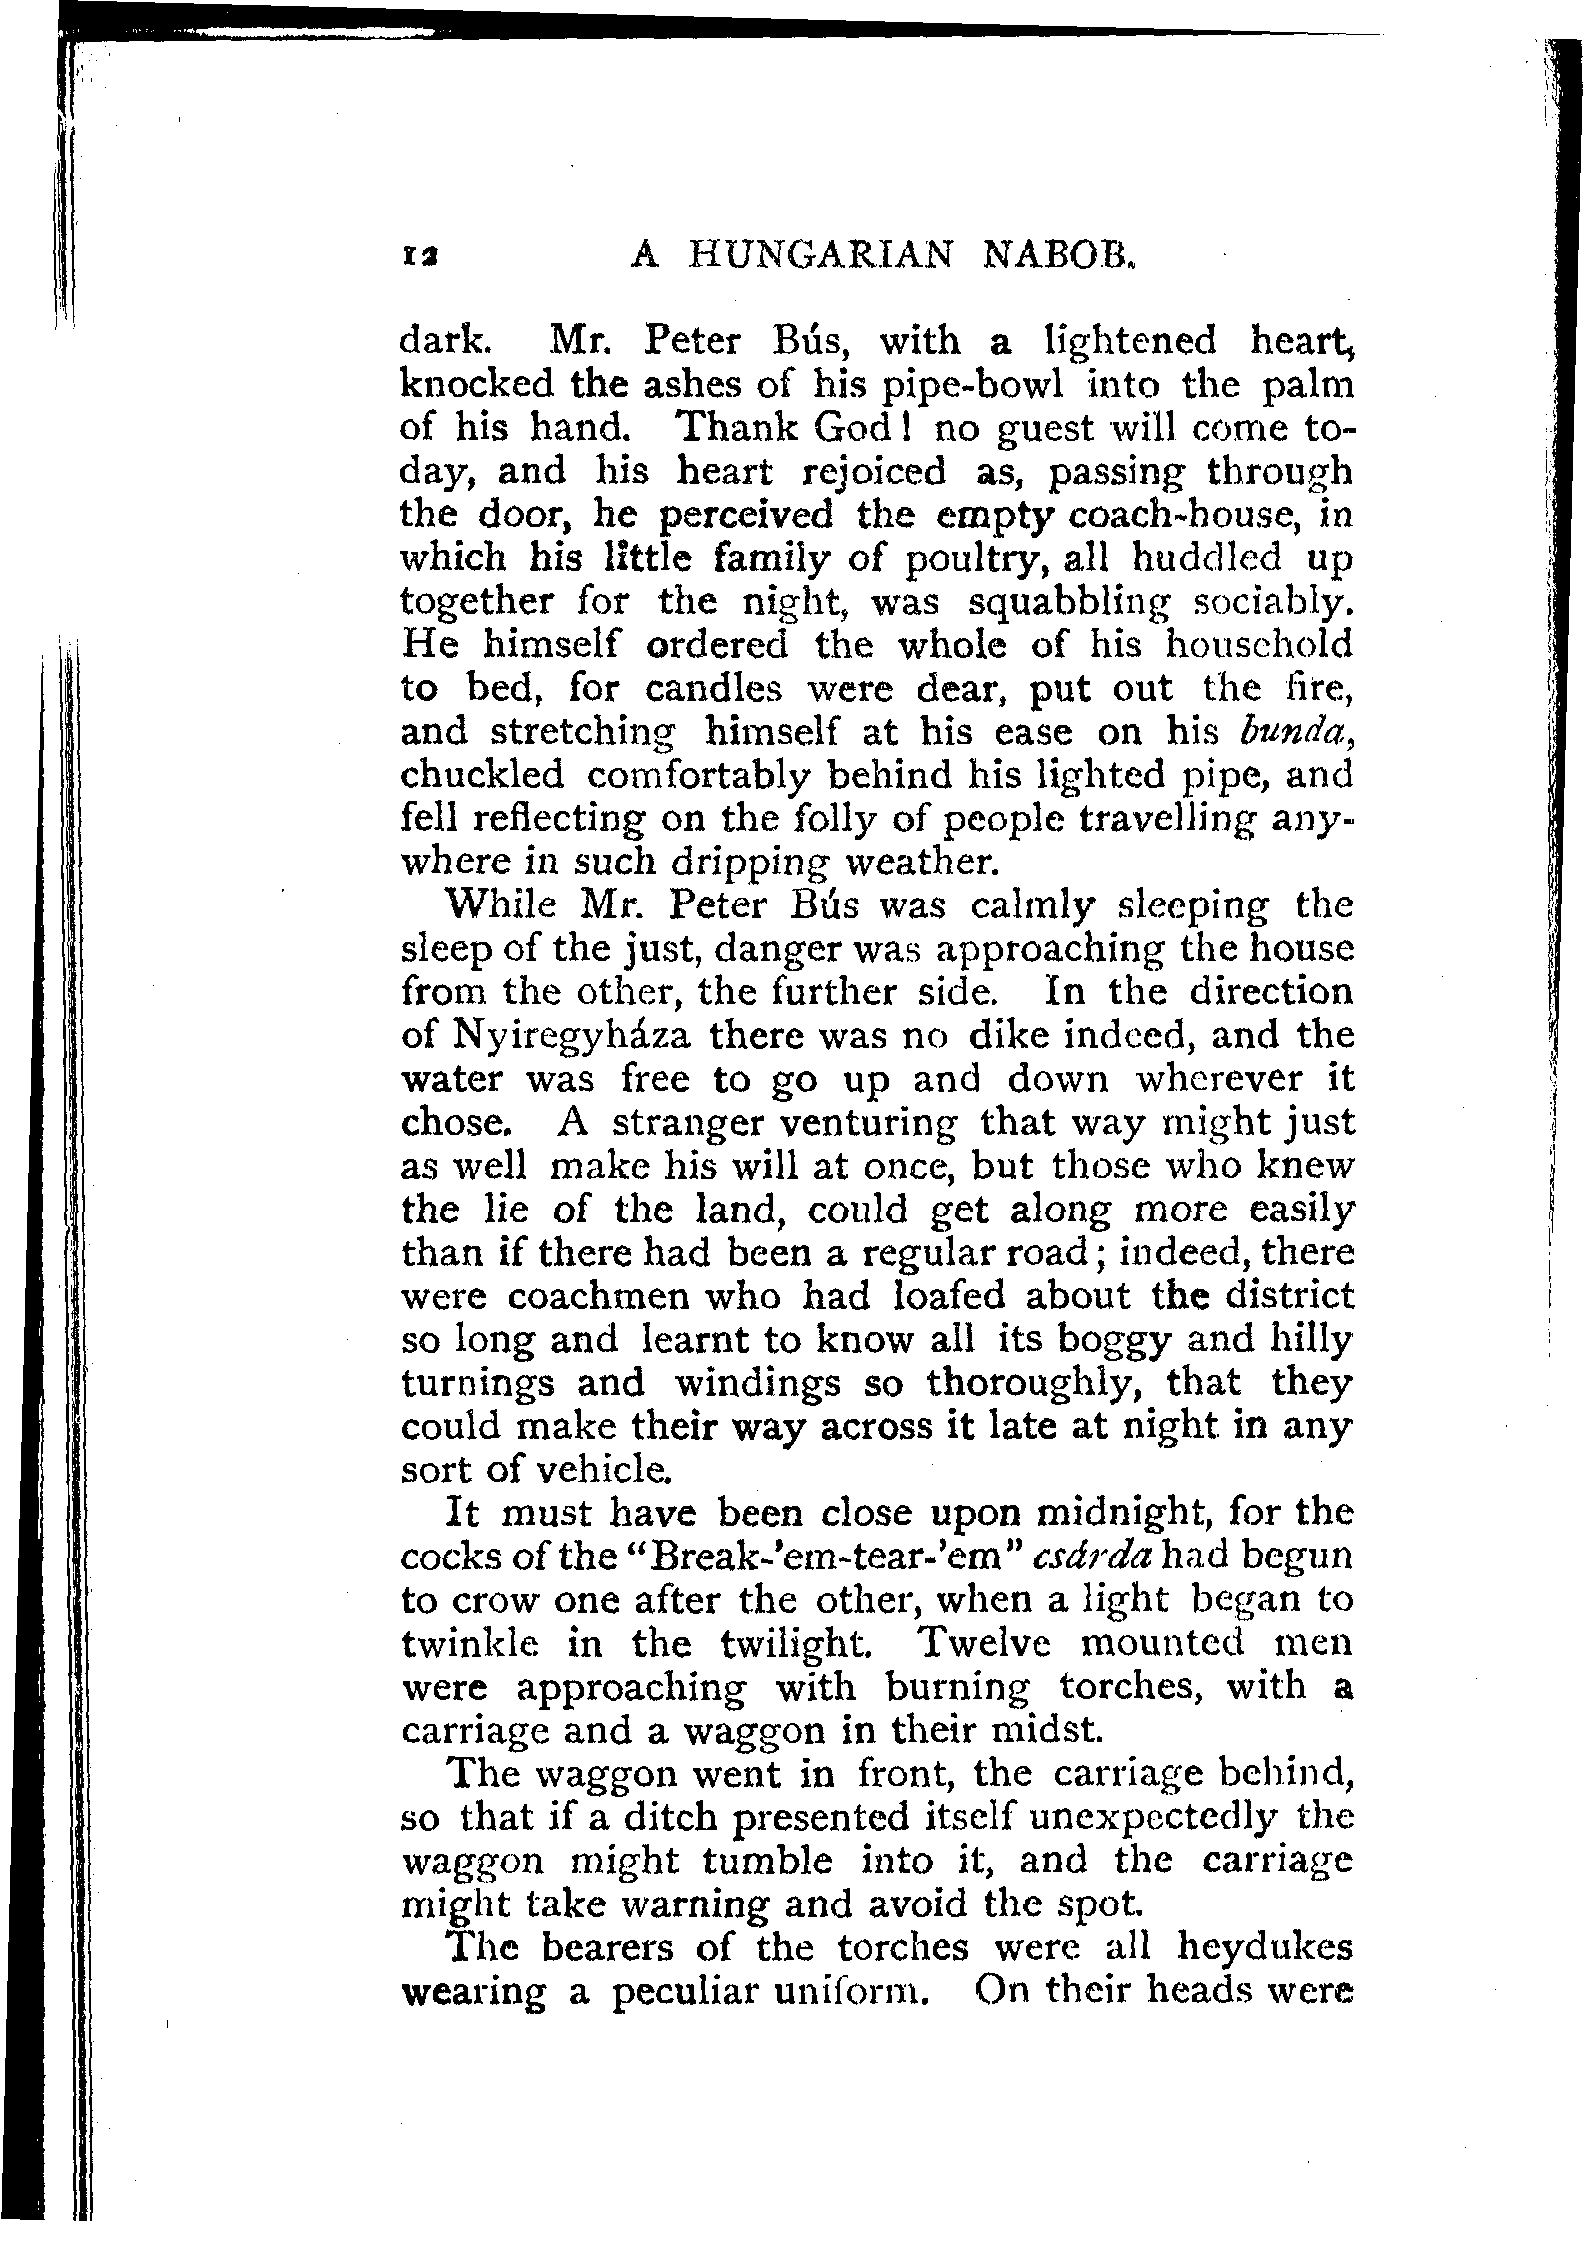 12 A HUNGARIAN NABOB.
dark. Mr. Peter Bús, with a lightened heart,
knocked the ashes of his pipe-bowl into the palm
of his hand. Thank God! no guest will come to-
day, and his heart rejoiced as, passing through
the door, he perceived the empty coach-house, in
which his little family of poultry, all huddled up
together for the night, was squabbling sociably.
He himself ordered the whole of his household
to bed, for candles were dear, put out the fire,
and stretching himself at his ease on his bunda,
chuckled comfortably behind his lighted pipe, and
fell reflecting on the folly of people travelling any-
where in such dripping weather.
While Mr. Peter Bús was calmly sleeping the
sleep of the just, danger was approaching the house
from the other, the further side. In the direction
of Nyiregyháza there was no dike indeed, and the
water was free to go up and down wherever it
chose. A stranger venturing that way might just
as well make his will at once, but those who knew
the lie of the land, could get along more easily
than if there had been a regular road; indeed, there
were coachmen who had loafed about the district
so long and learnt to know all its boggy and hilly
turnings and windings so thoroughly, that they
could make their way across it late at night in any
sort of vehicle.
It must have been close upon midnight, for the
cocks of the "Break-'em-tear-'em" csárda had begun
to crow one after the other, when a light began to
twinkle in the twilight. Twelve mounted men
were approaching with burning torches, with a
carriage and a waggon in their midst.
The waggon went in front, the carriage behind,
so that if a ditch presented itself unexpectedly the
waggon might tumble into it, and the carriage
might take warning and avoid the spot.
The bearers of the torches were all heydukes
wearing a peculiar uniform. On their heads were